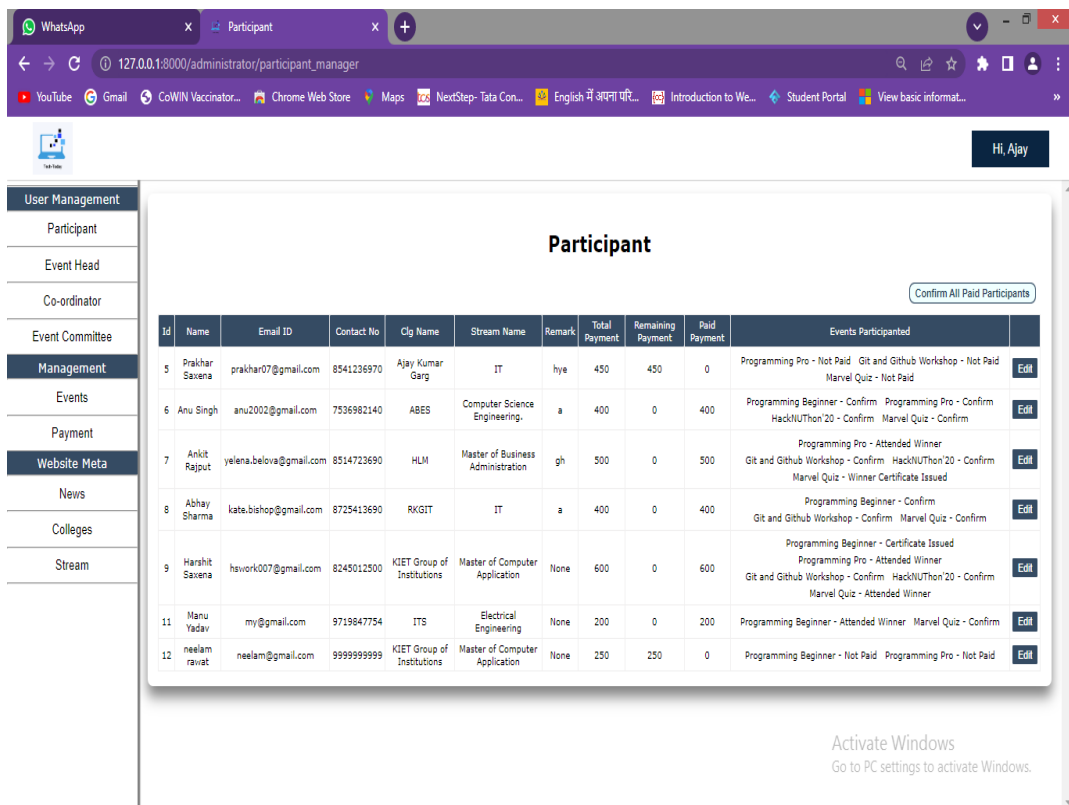 WhatsApp
Participant
127.0.0.1:8000/administrator/participant_manager
YouTube Gmail CoWIN Vaccinator... Chrome Web Store Maps NextStep- Tata Con... English में अपना परि... Introduction to We... Student Portal View basic informat... »
Hi, Ajay
User Management
Participant
Event Head
Co-ordinator
Event Committee
Management
Events
Payment
Website Meta
News
Colleges
Stream
Participant
Confirm All Paid Participants
Id Name Email ID Contact No Clg Name Stream Name Remark Total Payment Remaining Payment Paid Payment Events Participated
5 Prakhar Saxena prakhar07@gmail.com 8541236970 Ajay Kumar Garg IT hye 450 450 0 Programming Pro - Not Paid Git and Github Workshop - Not Paid Marvel Quiz - Not Paid Edit
6 Anu Singh anu2002@gmail.com 7536982140 ABES Computer Science Engineering. a 400 0 400 Programming Beginner - Confirm Programming Pro - Confirm HackNUThon'20 - Confirm Marvel Quiz - Confirm Edit
7 Ankit Rajput yelena.belova@gmail.com 8514723690 HLM Master of Business Administration gh 500 0 500 Programming Pro - Attended Winner Git and Github Workshop - Confirm HackNUThon'20 - Confirm Marvel Quiz - Winner Certificate Issued Edit
8 Abhay Sharma kate.bishop@gmail.com 8725413690 RKGIT IT a 400 0 400 Programming Beginner - Confirm Git and Github Workshop - Confirm Marvel Quiz - Confirm Edit
9 Harshit Saxena hswork007@gmail.com 8245012500 KIET Group of Institutions Master of Computer Application None 600 0 600 Programming Beginner - Certificate Issued Programming Pro - Attended Winner Git and Github Workshop - Confirm HackNUThon'20 - Confirm Marvel Quiz - Attended Winner Edit
11 Manu Yadav my@gmail.com 9719847754 ITS Electrical Engineering None 200 0 200 Programming Beginner - Attended Winner Marvel Quiz - Confirm Edit
12 neelam rawat neelam@gmail.com 9999999999 KIET Group of Institutions Master of Computer Application None 250 250 0 Programming Beginner - Not Paid Programming Pro - Not Paid Edit
Activate Windows
Go to PC settings to activate Windows.